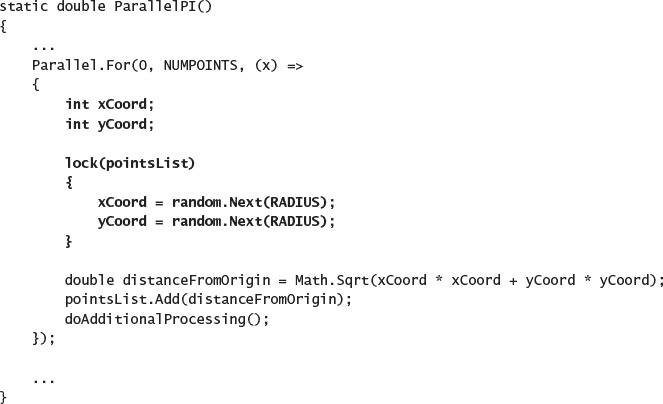 static double ParallelPI()
{
    ...
    Parallel.For(0, NUMPOINTS, (x) =>
    {
        int xCoord;
        int yCoord;

        lock(pointsList)
        {
            xCoord = random.Next(RADIUS);
            yCoord = random.Next(RADIUS);
        }

        double distanceFromOrigin = Math.Sqrt(xCoord * xCoord + yCoord * yCoord);
        pointsList.Add(distanceFromOrigin);
        doAdditionalProcessing();
    });

    ...
}